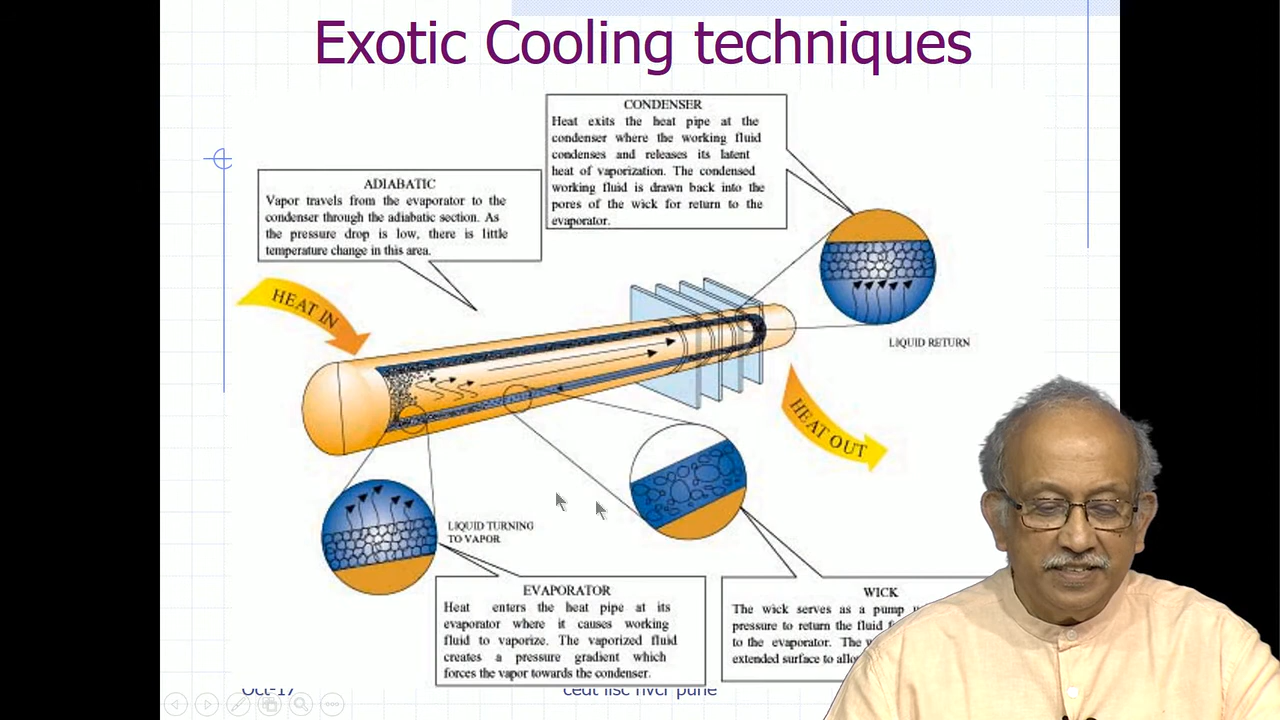 Exotic Cooling techniques
CONDENSER
Heat exits the heat pipe at the
condenser where the working fluid
condenses and releases its latent
heat of vaporization. The condensed
working fluid is drawn back into the
pores of the wick for return to the
evaporator.
ADIABATIC
Vapor travels from the evaporator to the
condenser through the adiabatic section. As
the pressure drop is low, there is little
temperature change in this area.
HEAT IN
LIQUID RETURN
HEAT OUT
LIQUID TURNING
TO VAPOR
EVAPORATOR
Heat enters the heat pipe at its
evaporator where it causes working
fluid to vaporize. The vaporized fluid
creates a pressure gradient which
forces the vapor towards the condenser.
WICK
The wick serves as a pump
pressure to return the fluid
to the evaporator. The
extended surface to
Oct-17
cedt iisc nvcr pune